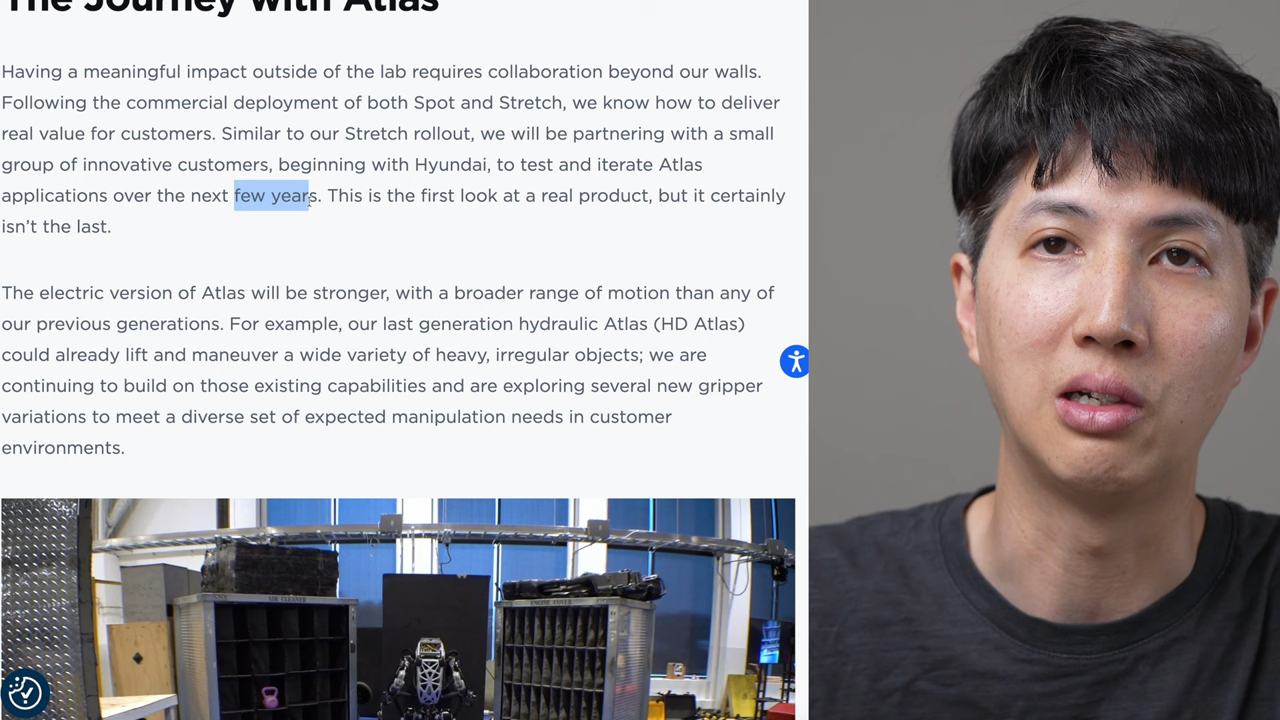 The Journey with Atlas
Having a meaningful impact outside of the lab requires collaboration beyond our walls.
Following the commercial deployment of both Spot and Stretch, we know how to deliver
real value for customers. Similar to our Stretch rollout, we will be partnering with a small
group of innovative customers, beginning with Hyundai, to test and iterate Atlas
applications over the next few years. This is the first look at a real product, but it certainly
isn’t the last.
The electric version of Atlas will be stronger, with a broader range of motion than any of
our previous generations. For example, our last generation hydraulic Atlas (HD Atlas)
could already lift and maneuver a wide variety of heavy, irregular objects; we are
continuing to build on those existing capabilities and are exploring several new gripper
variations to meet a diverse set of expected manipulation needs in customer
environments.
AIR CLEANER
ENGINE COVER